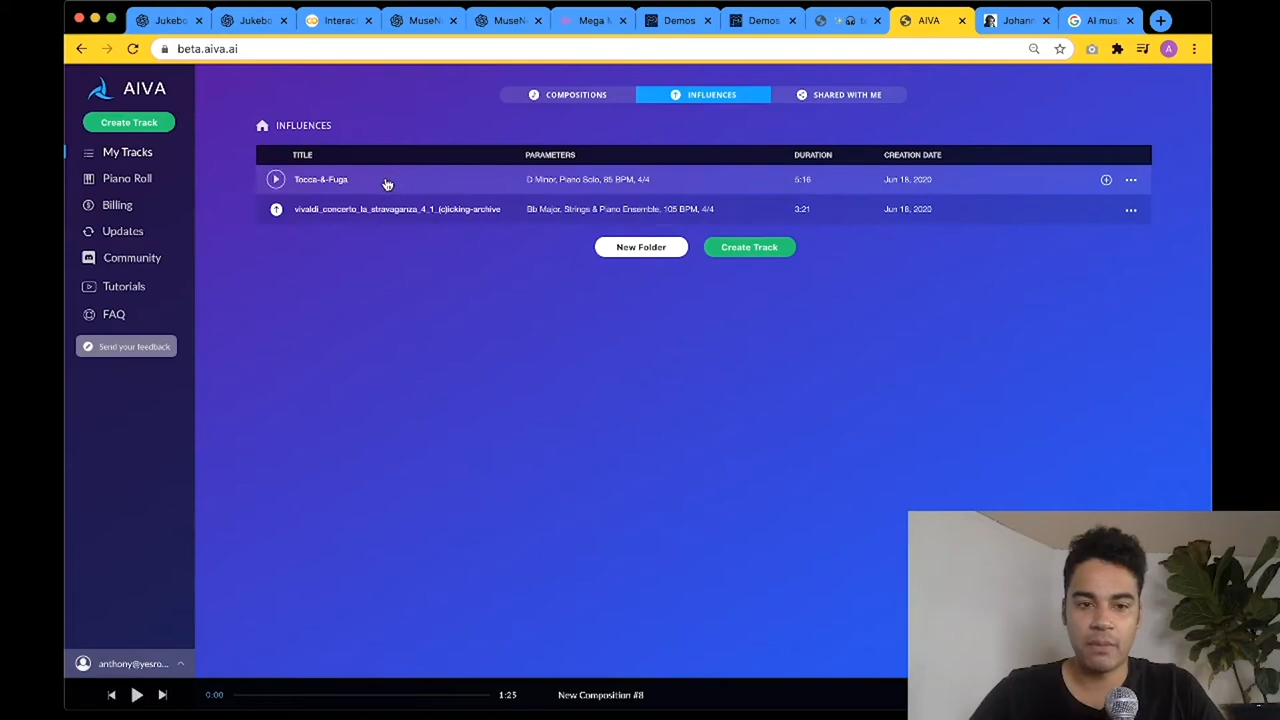 Jukebo
Jukebo
Interac
MuseN
MuseN
Mega M
Demos
Demos
AIVA
Johann
AI mus
beta.aiva.ai
A
AIVA
Create Track
My Tracks
Piano Roll
Billing
Updates
Community
Tutorials
FAQ
Send your feedback
anthony@yesro...
COMPOSITIONS
INFLUENCES
SHARED WITH ME
INFLUENCES
TITLE PARAMETERS DURATION CREATION DATE
Tocca-&-Fuga D Minor, Piano Solo, 85 BPM, 4/4 5:16 Jun 18, 2020
vivaldi_concerto_la_stravaganza_4_1_(c)icking-archive Bb Major, Strings & Piano Ensemble, 105 BPM, 4/4 3:21 Jun 18, 2020
New Folder
Create Track
0:00 1:25 New Composition #8